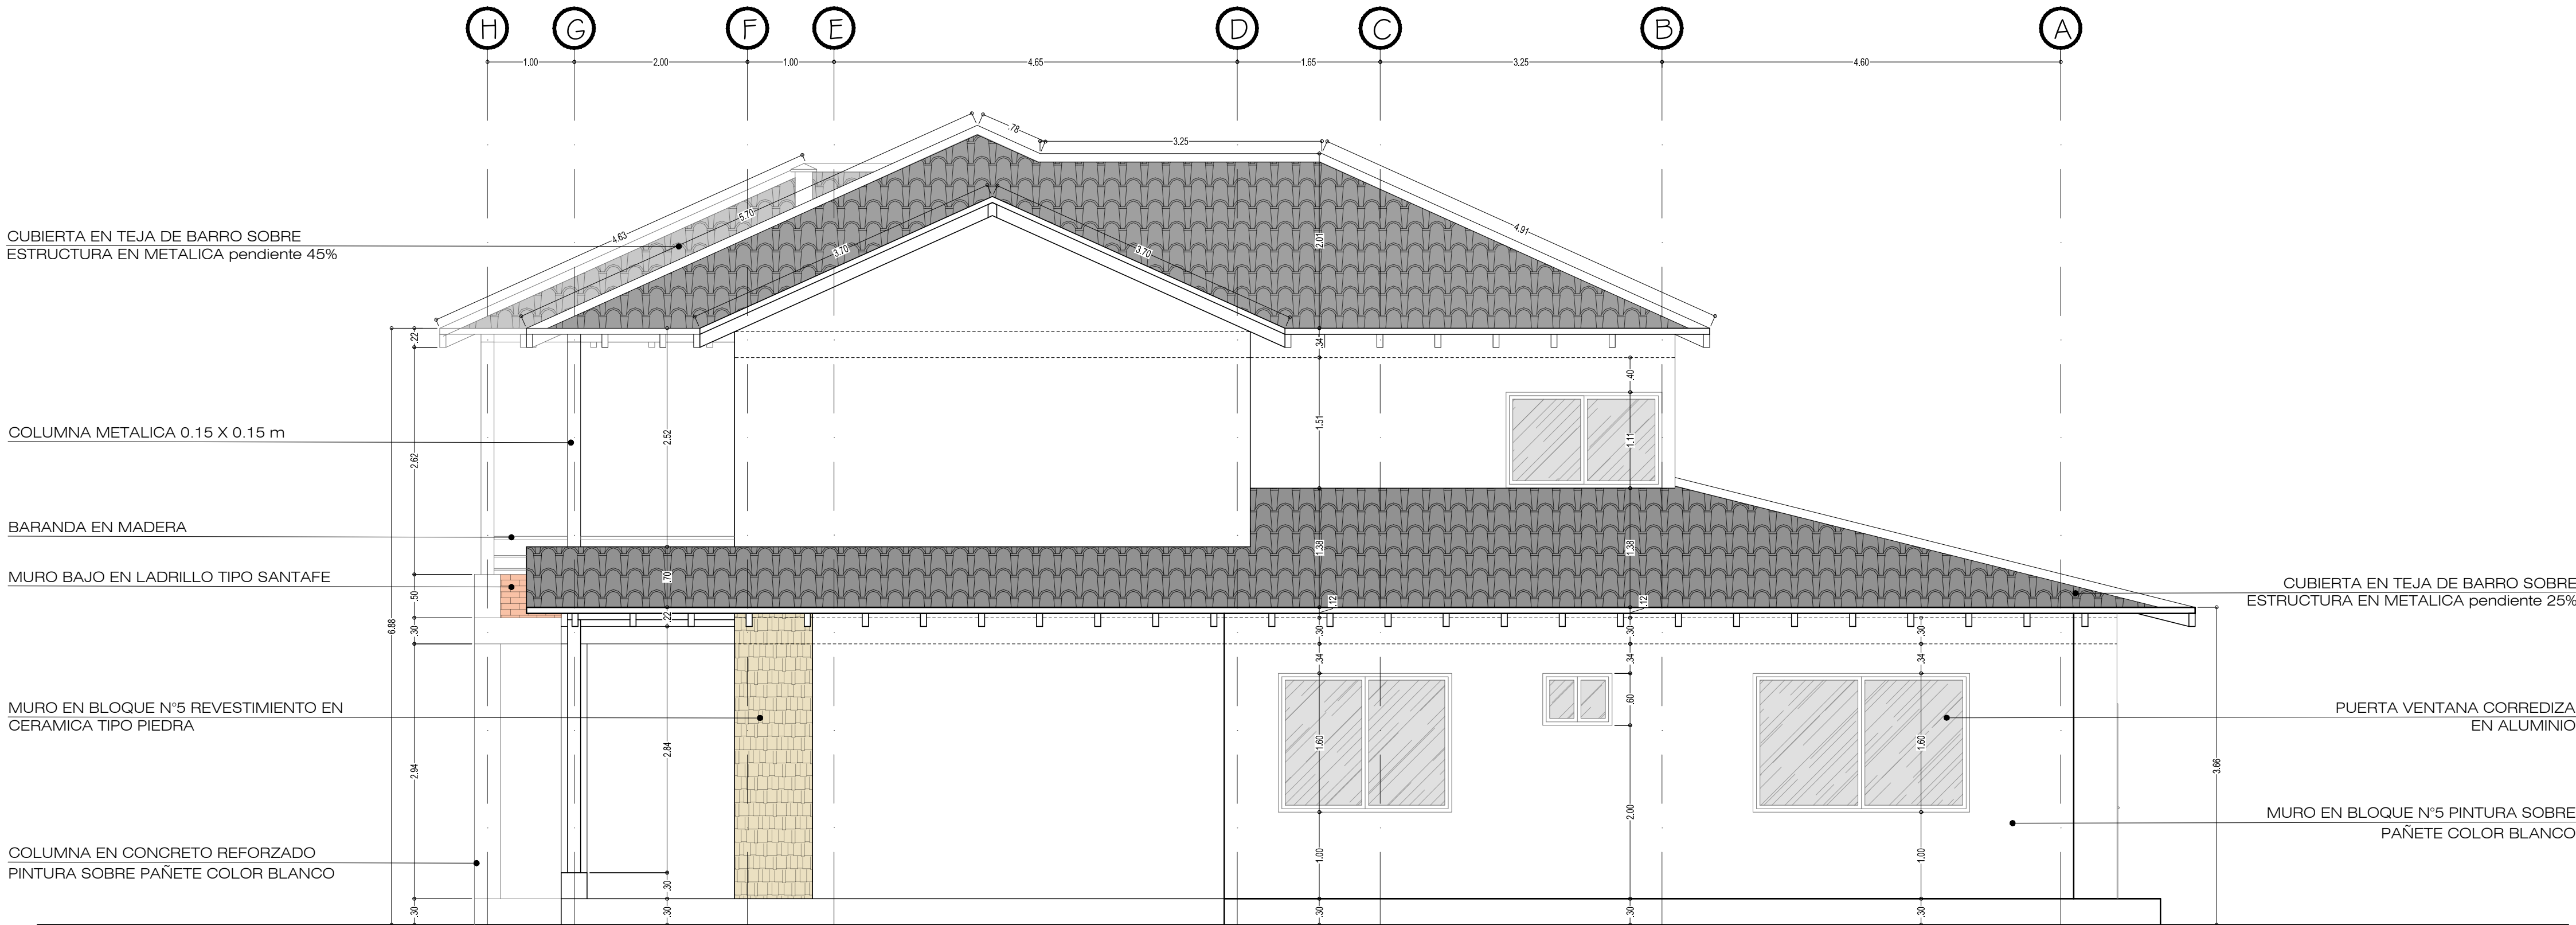 H G F E D C B A
1.00 2.00 1.00 4.65 1.65 3.25 4.60
.78
3.25
4.63
5.70
3.70
3.70
2.01
4.91
CUBIERTA EN TEJA DE BARRO SOBRE
ESTRUCTURA EN METALICA pendiente 45%
.22
.34
.40
COLUMNA METALICA 0.15 X 0.15 m
2.62
2.52
1.51
1.11
BARANDA EN MADERA
MURO BAJO EN LADRILLO TIPO SANTAFE
.50
.70
1.38
1.38
CUBIERTA EN TEJA DE BARRO SOBRE
ESTRUCTURA EN METALICA pendiente 25%
6.88
.30
.22
.12
.12
.30
.30
.30
.34
.34
.34
.60
MURO EN BLOQUE N°5 REVESTIMIENTO EN
CERAMICA TIPO PIEDRA
PUERTA VENTANA CORREDIZA
EN ALUMINIO
2.94
2.84
1.60
1.60
3.66
2.00
MURO EN BLOQUE N°5 PINTURA SOBRE
PAÑETE COLOR BLANCO
COLUMNA EN CONCRETO REFORZADO
PINTURA SOBRE PAÑETE COLOR BLANCO
1.00
1.00
.30
.30
.30
.30
.30
.30